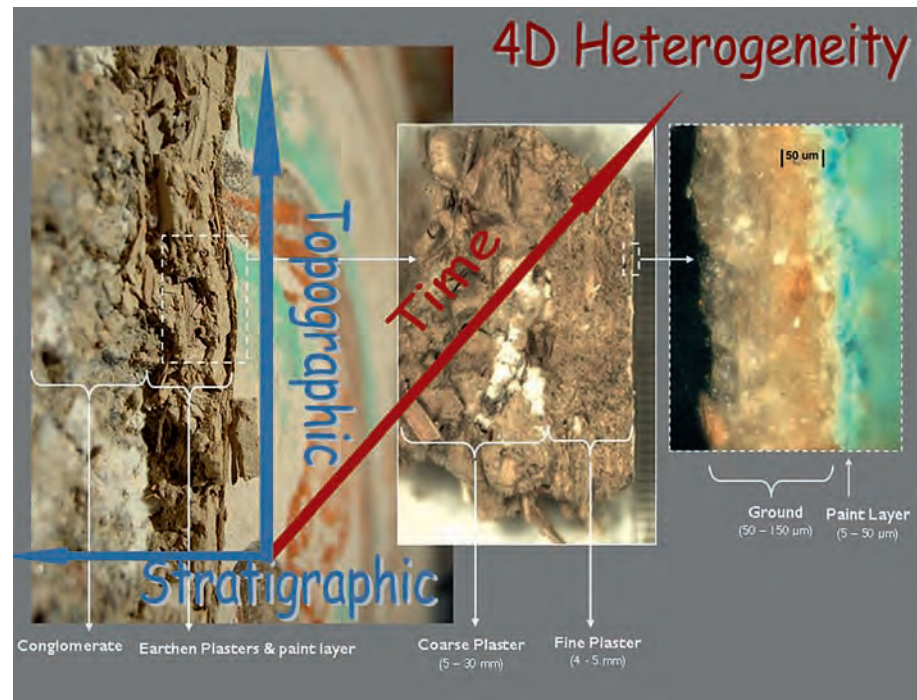 4D Heterogeneity
Topographic
Time
Stratigraphic
50 um
Ground
(50 – 150 µm)
Paint Layer
(5 – 50 µm)
Conglomerate
Earthen Plasters & paint layer
Coarse Plaster
(5 – 30 mm)
Fine Plaster
(4 - 5 mm)